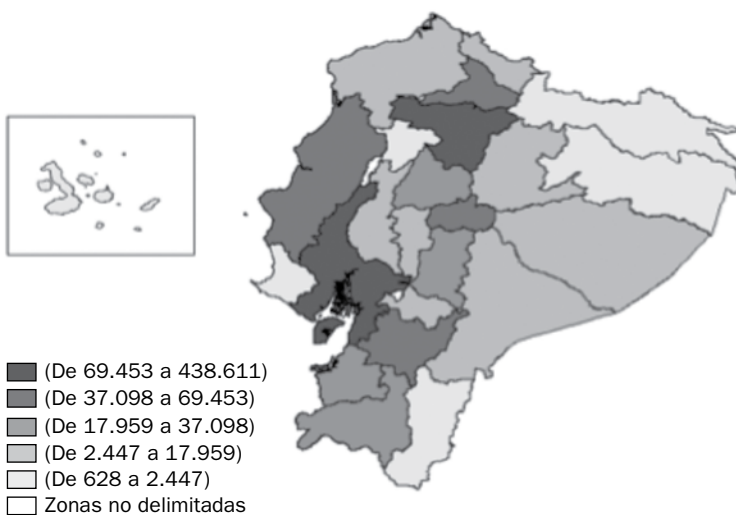 (De 69.453 a 438.611)
(De 37.098 a 69.453)
(De 17.959 a 37.098)
(De 2.447 a 17.959)
(De 628 a 2.447)
Zonas no delimitadas